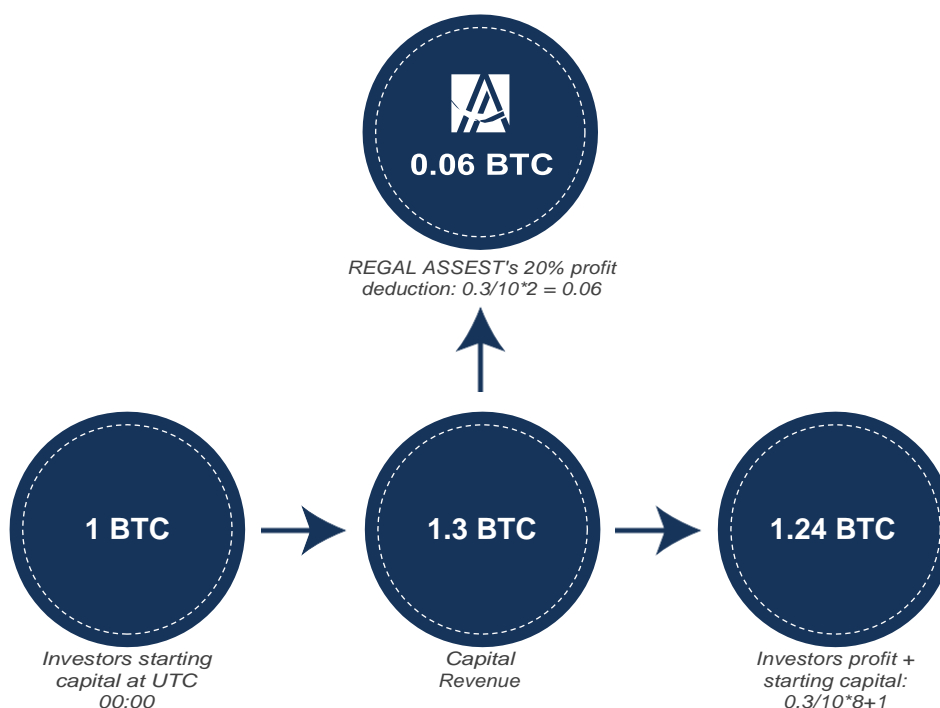 0.06 BTC
REGAL ASSEST's 20% profit
deduction: 0.3/10*2 = 0.06
1 BTC
1.3 BTC
1.24 BTC
Investors starting
capital at UTC
00:00
Capital
Revenue
Investors profit +
starting capital:
0.3/10*8+1